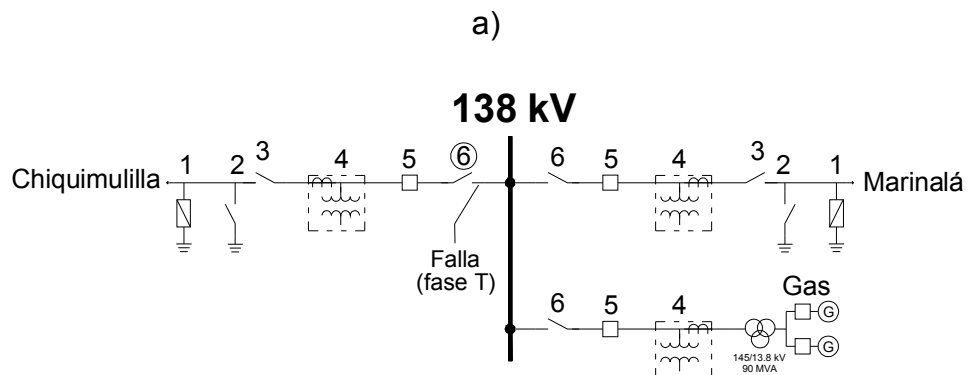 a)
138 kV
1 2 3 4 5 6 6 5 4 3 2 1
Chiquimulilla
Marinalá
Falla
(fase T)
Gas
6 5 4
G
G
145/13.8 kV
90 MVA